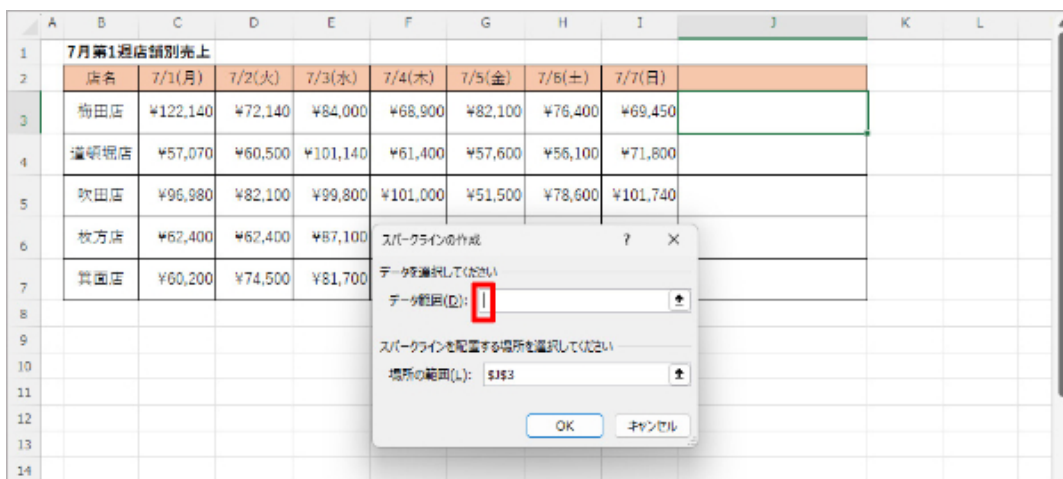 A B C D E F G H I J K L
1 7月第1週店舗別売上
2 店名 7/1(月) 7/2(火) 7/3(水) 7/4(木) 7/5(金) 7/6(土) 7/7(日)
3 梅田店 ¥122,140 ¥72,140 ¥84,000 ¥68,900 ¥82,100 ¥76,400 ¥69,450
4 道頓堀店 ¥57,070 ¥60,500 ¥101,140 ¥61,400 ¥57,600 ¥56,100 ¥71,800
5 吹田店 ¥96,980 ¥82,100 ¥99,800 ¥101,000 ¥51,500 ¥78,600 ¥101,740
6 枚方店 ¥62,400 ¥62,400 ¥87,100
7 箕面店 ¥60,200 ¥74,500 ¥81,700
8
9
10
11
12
13
14
スパークラインの作成 ? ×
データを選択してください
データ範囲(D):
スパークラインを配置する場所を選択してください
場所の範囲(L): $J$3
OK キャンセル